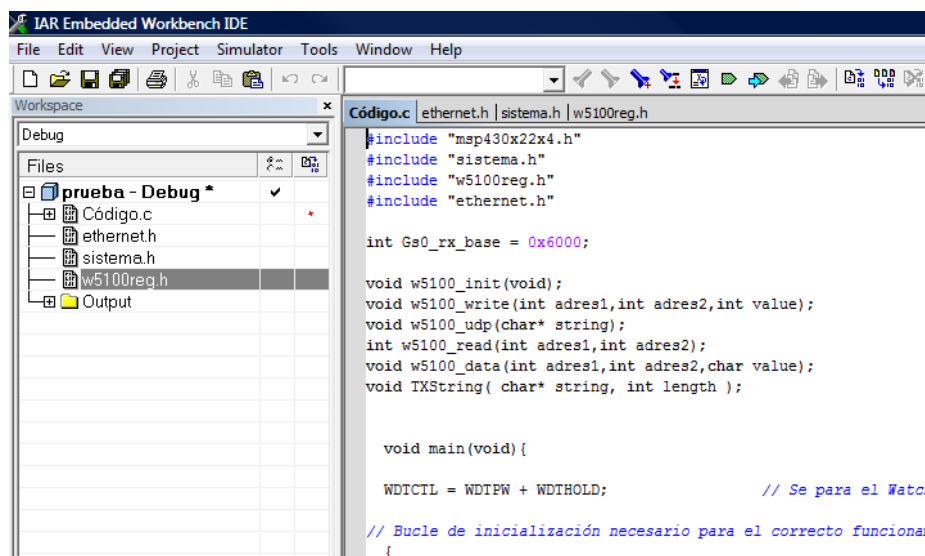 IAR Embedded Workbench IDE
File Edit View Project Simulator Tools Window Help
Workspace
Debug
Files
prueba - Debug *
Código.c
ethernet.h
sistema.h
w5100reg.h
Output
Código.c ethernet.h sistema.h w5100reg.h
#include "msp430x22x4.h"
#include "sistema.h"
#include "w5100reg.h"
#include "ethernet.h"
int Gs0_rx_base = 0x6000;
void w5100_init(void);
void w5100_write(int adres1,int adres2,int value);
void w5100_udp(char* string);
int w5100_read(int adres1,int adres2);
void w5100_data(int adres1,int adres2,char value);
void TXString( char* string, int length );
void main(void){
WDTCTL = WDTPW + WDTHOLD; // Se para el Watc
// Bucle de inicialización necesario para el correcto funciona
{